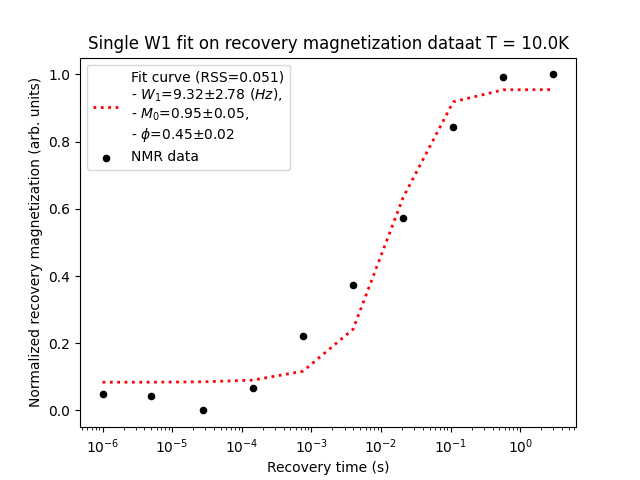 Single W1 fit on recovery magnetization dataat T = 10.0K
Fit curve (RSS=0.051)
- W₁=9.32±2.78 (Hz),
- M₀=0.95±0.05,
- ϕ=0.45±0.02
NMR data
Normalized recovery magnetization (arb. units)
1.0
0.8
0.6
0.4
0.2
0.0
10⁻⁶ 10⁻⁵ 10⁻⁴ 10⁻³ 10⁻² 10⁻¹ 10⁰
Recovery time (s)